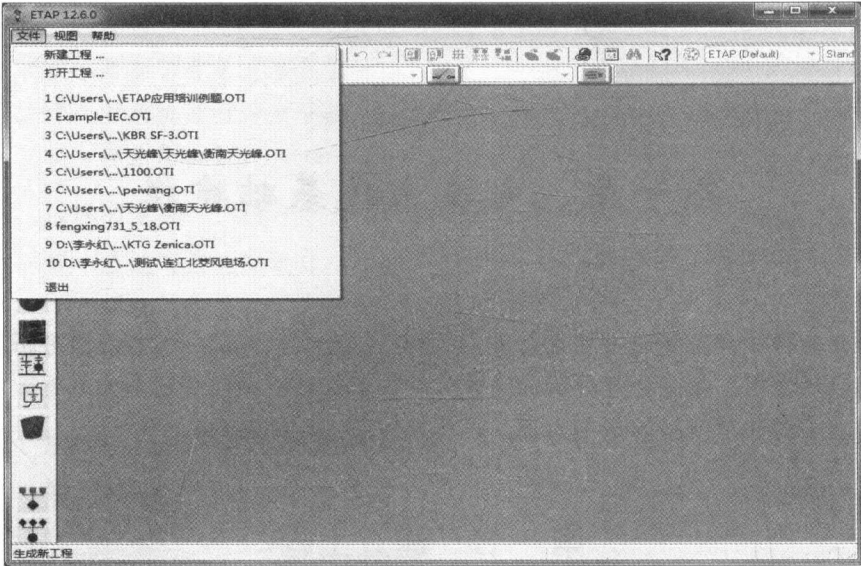 ETAP 12.6.0
文件 视图 帮助
新建工程 ...
打开工程 ...
ETAP (Default)
Stand
1 C:\Users\...\ETAP应用培训例题.OTI
2 Example-IEC.OTI
3 C:\Users\...\KBR SF-3.OTI
4 C:\Users\...\天光峰\天光峰\衡南天光峰.OTI
5 C:\Users\...\1100.OTI
6 C:\Users\...\peiwang.OTI
7 C:\Users\...\天光峰\衡南天光峰.OTI
8 fengxing731_5_18.OTI
9 D:\李永红\...\KTG Zenica.OTI
10 D:\李永红\...\测试\连江北茭风电场.OTI
退出
生成新工程